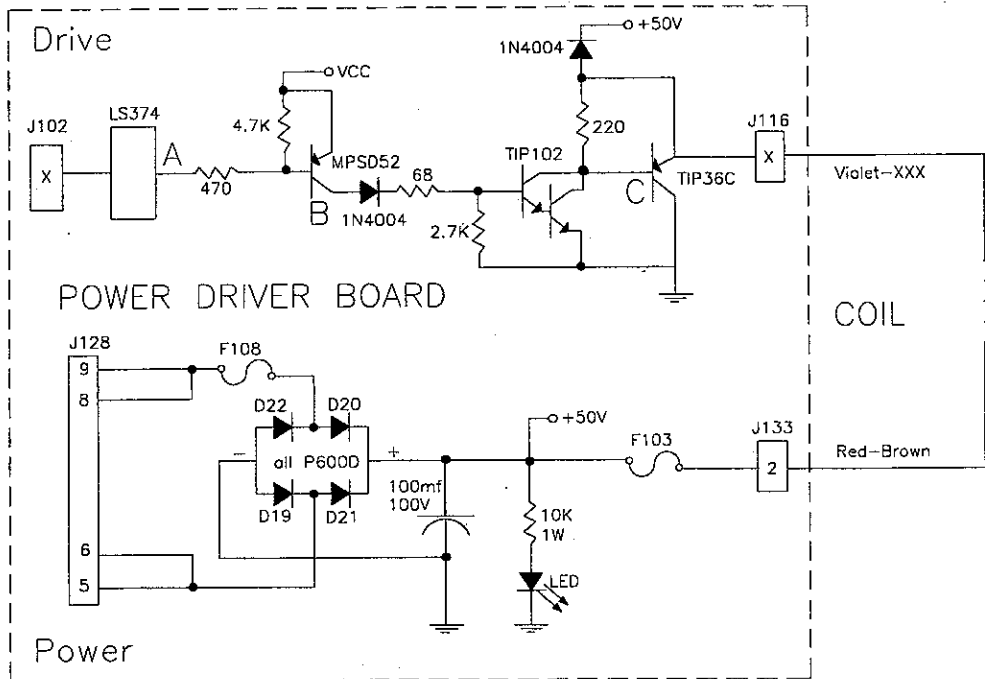 Drive
+50V
1N4004
VCC
LS374
J102
4.7K
220
J116
X
A
TIP102
X
470
MPSD52
68
C
TIP36C
Violet-XXX
B
1N4004
2.7K
POWER DRIVER BOARD
COIL
J128
F108
9
8
D22
D20
+50V
F103
J133
-
all P600D
+
2
Red-Brown
100mf
100V
D19
D21
10K
1W
6
5
LED
Power